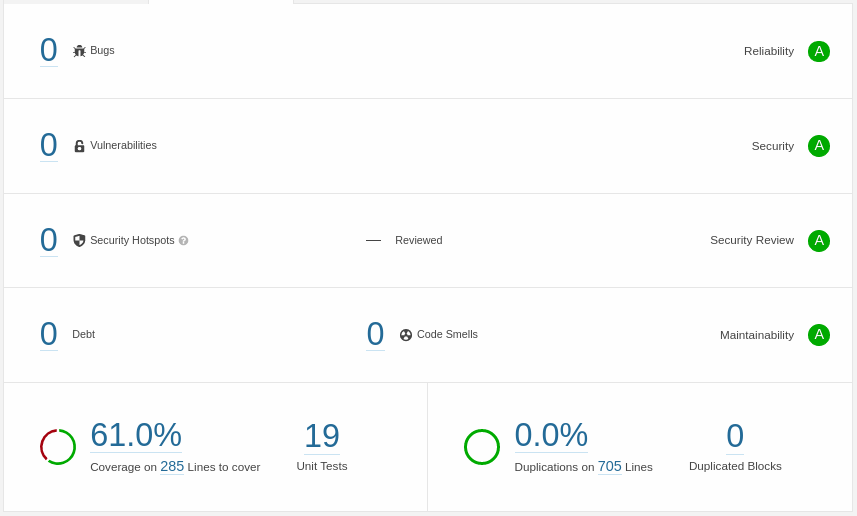 0 Bugs Reliability A
0 Vulnerabilities Security A
0 Security Hotspots ? — Reviewed Security Review A
0 Debt 0 Code Smells Maintainability A
61.0% 19 0.0% 0
Coverage on 285 Lines to cover Unit Tests Duplications on 705 Lines Duplicated Blocks